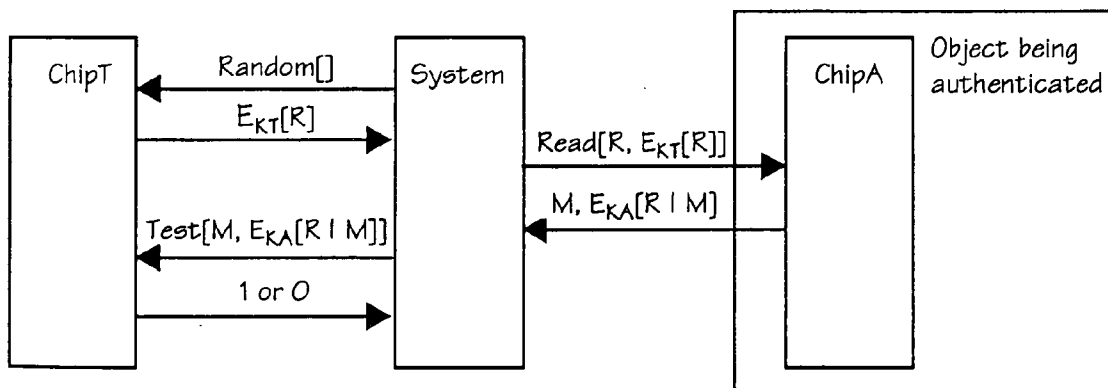 ChipT
System
ChipA
Object being
authenticated
Random[]
E_KT[R]
Read[R, E_KT[R]]
M, E_KA[R | M]
Test[M, E_KA[R | M]]
1 or 0